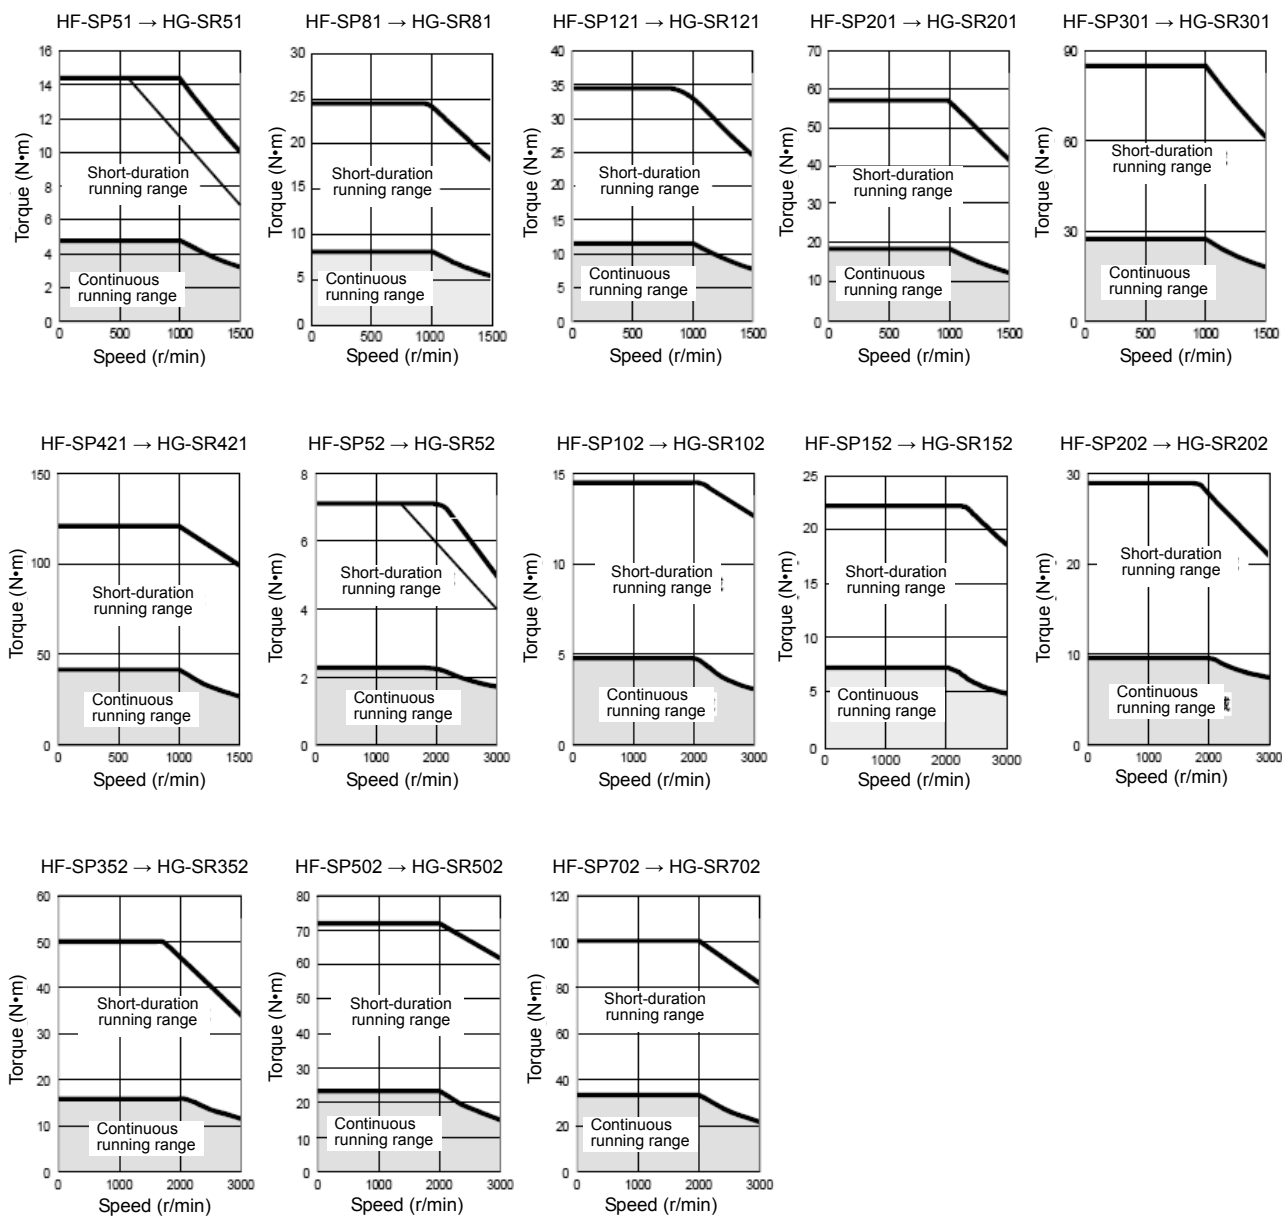 HF-SP51 → HG-SR51
16
14
12
10
8
6
4
2
0
0 500 1000 1500
Torque (N•m)
Short-duration
running range
Continuous
running range
Speed (r/min)
HF-SP81 → HG-SR81
30
25
20
15
10
5
0
0 500 1000 1500
Torque (N•m)
Short-duration
running range
Continuous
running range
Speed (r/min)
HF-SP121 → HG-SR121
40
35
30
25
20
15
10
5
0
0 500 1000 1500
Torque (N•m)
Short-duration
running range
Continuous
running range
Speed (r/min)
HF-SP201 → HG-SR201
70
60
50
40
30
20
10
0
0 500 1000 1500
Torque (N•m)
Short-duration
running range
Continuous
running range
Speed (r/min)
HF-SP301 → HG-SR301
90
60
30
0
0 500 1000 1500
Torque (N•m)
Short-duration
running range
Continuous
running range
Speed (r/min)
HF-SP421 → HG-SR421
150
100
50
0
0 500 1000 1500
Torque (N•m)
Short-duration
running range
Continuous
running range
Speed (r/min)
HF-SP52 → HG-SR52
8
6
4
2
0
0 1000 2000 3000
Torque (N•m)
Short-duration
running range
Continuous
running range
Speed (r/min)
HF-SP102 → HG-SR102
15
10
5
0
0 1000 2000 3000
Torque (N•m)
Short-duration
running range
Continuous
running range
Speed (r/min)
HF-SP152 → HG-SR152
25
20
15
10
5
0
0 1000 2000 3000
Torque (N•m)
Short-duration
running range
Continuous
running range
Speed (r/min)
HF-SP202 → HG-SR202
30
20
10
0
0 1000 2000 3000
Torque (N•m)
Short-duration
running range
Continuous
running range
Speed (r/min)
HF-SP352 → HG-SR352
60
50
40
30
20
10
0
0 1000 2000 3000
Torque (N•m)
Short-duration
running range
Continuous
running range
Speed (r/min)
HF-SP502 → HG-SR502
80
70
60
50
40
30
20
10
0
0 1000 2000 3000
Torque (N•m)
Short-duration
running range
Continuous
running range
Speed (r/min)
HF-SP702 → HG-SR702
120
100
80
60
40
20
0
0 1000 2000 3000
Torque (N•m)
Short-duration
running range
Continuous
running range
Speed (r/min)